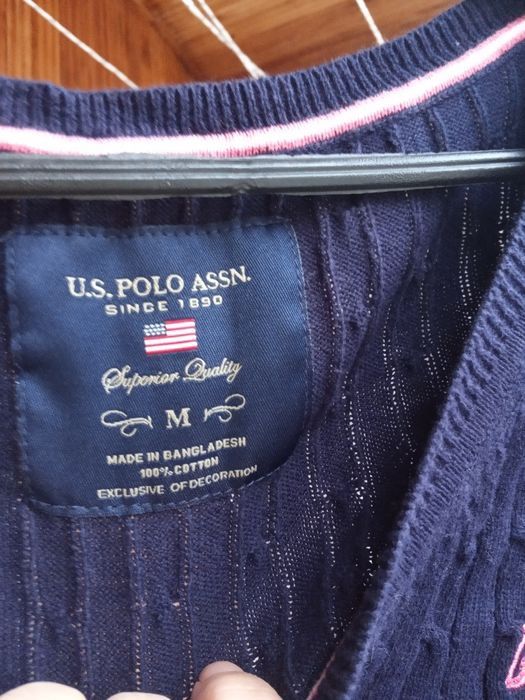 U.S. POLO ASSN.
SINCE 1890
Superior Quality
M
MADE IN BANGLADESH
100% COTTON
EXCLUSIVE OF DECORATION